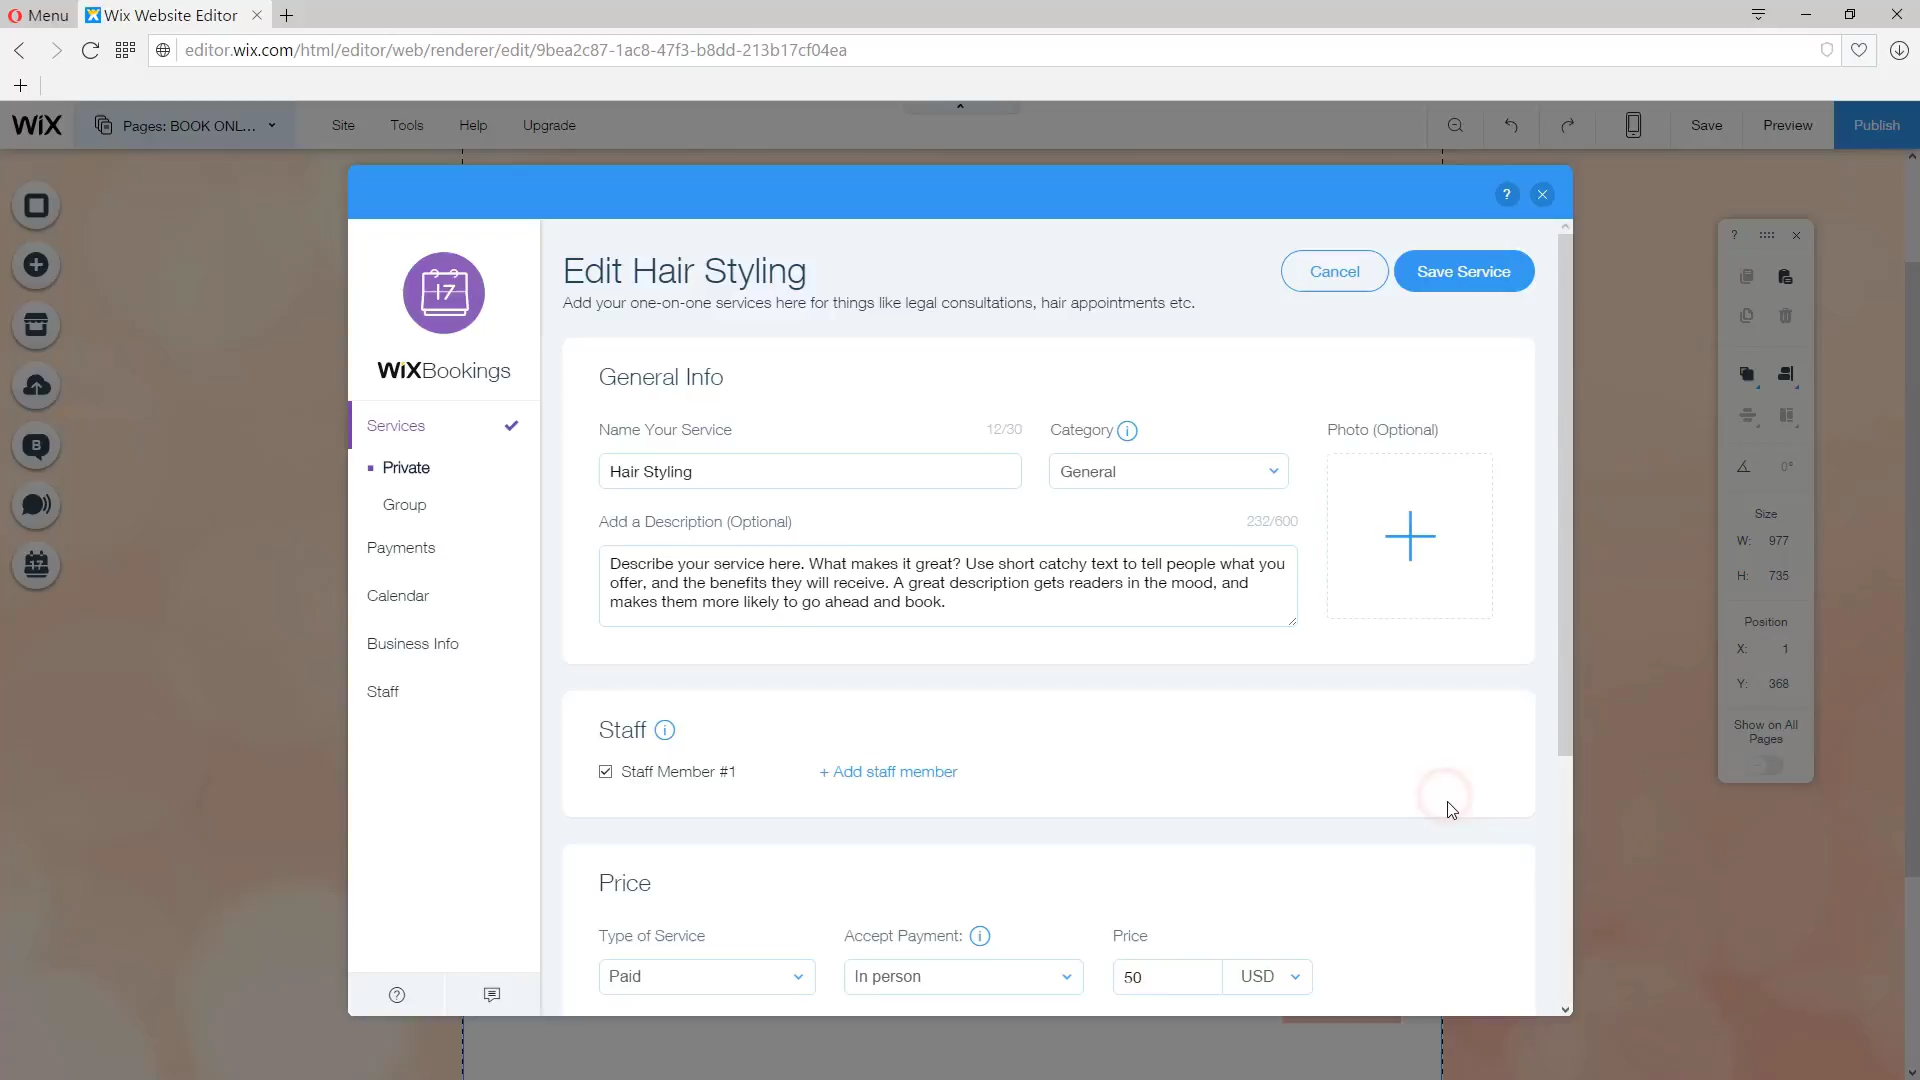 Menu
Wix Website Editor
editor.wix.com/html/editor/web/renderer/edit/9bea2c87-1ac8-47f3-b8dd-213b17cf04ea
WiX
Pages: BOOK ONL...
Site
Tools
Help
Upgrade
Save
Preview
Publish
?
17
WiXBookings
Services
Private
Group
Payments
Calendar
Business Info
Staff
Edit Hair Styling
Add your one-on-one services here for things like legal consultations, hair appointments etc.
Cancel
Save Service
General Info
Name Your Service
12/30
Category
Photo (Optional)
Hair Styling
General
Add a Description (Optional)
232/600
Describe your service here. What makes it great? Use short catchy text to tell people what you
offer, and the benefits they will receive. A great description gets readers in the mood, and
makes them more likely to go ahead and book.
Staff
Staff Member #1
+ Add staff member
Price
Type of Service
Accept Payment:
Price
Paid
In person
50
USD
?
0°
Size
W: 977
H: 735
Position
X: 1
Y: 368
Show on All
Pages
B
17
?